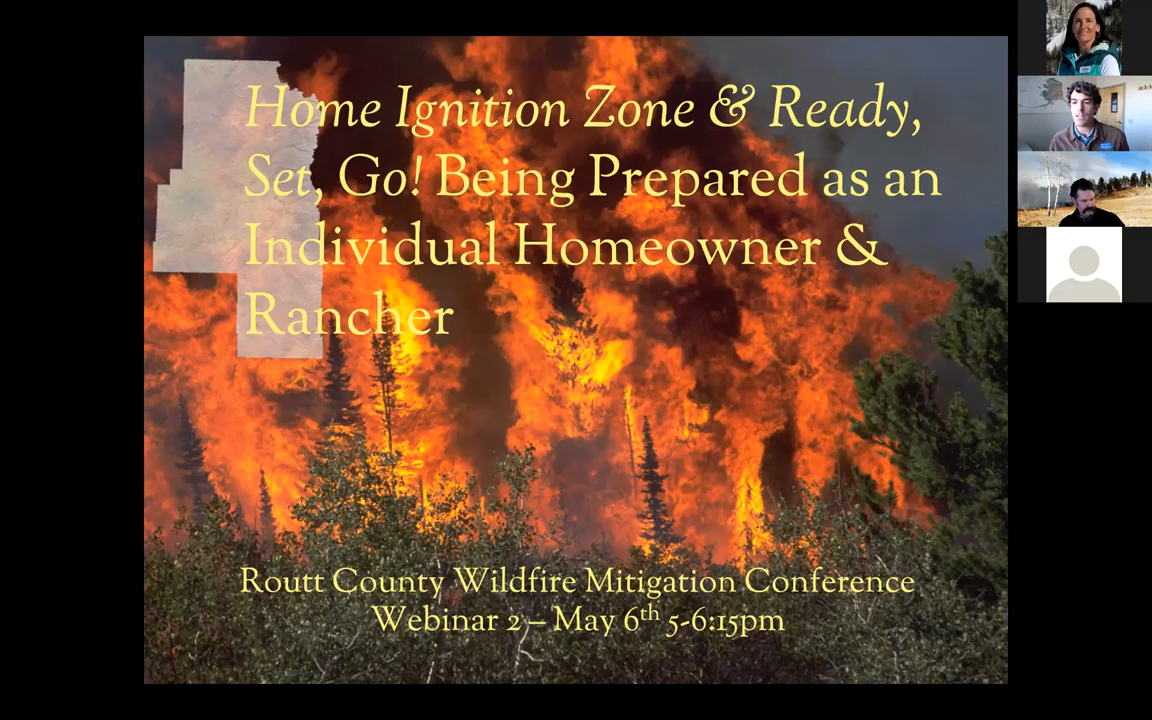 Home Ignition Zone & Ready,
Set, Go! Being Prepared as an
Individual Homeowner &
Rancher
Routt County Wildfire Mitigation Conference
Webinar 2 – May 6th 5-6:15pm